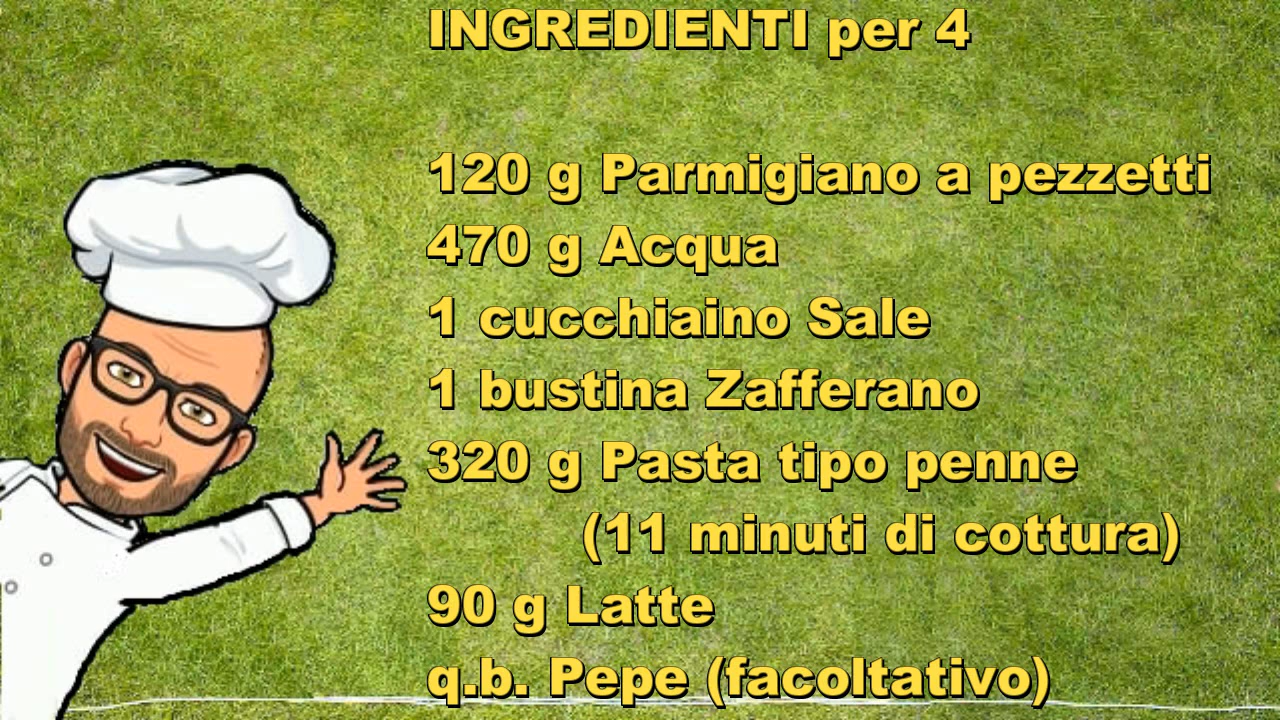 INGREDIENTI per 4
120 g Parmigiano a pezzetti
470 g Acqua
1 cucchiaino Sale
1 bustina Zafferano
320 g Pasta tipo penne
(11 minuti di cottura)
90 g Latte
q.b. Pepe (facoltativo)